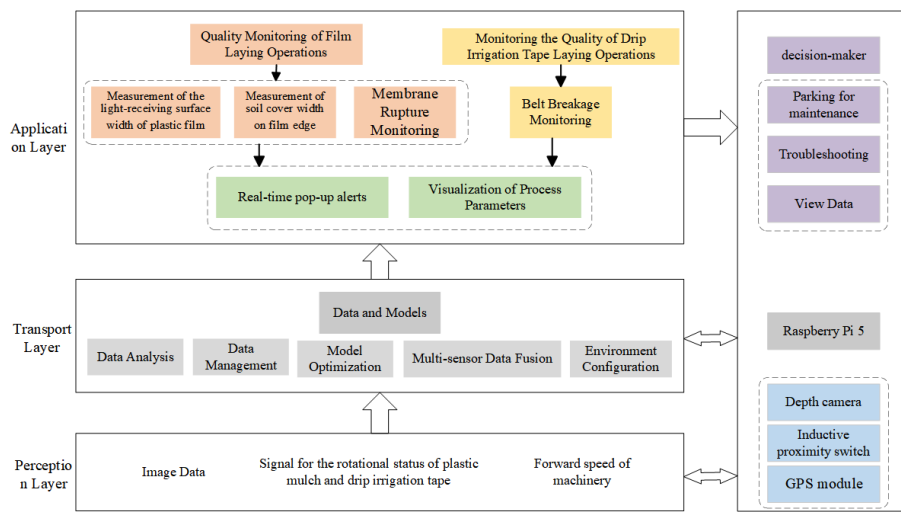 Quality Monitoring of Film
Laying Operations
Monitoring the Quality of Drip
Irrigation Tape Laying Operations
Measurement of the
light-receiving surface
width of plastic film
Measurement of
soil cover width
on film edge
Membrane
Rupture
Monitoring
Belt Breakage
Monitoring
Applicati
on Layer
Real-time pop-up alerts
Visualization of Process
Parameters
decision-maker
Parking for
maintenance
Troubleshooting
View Data
Transport
Layer
Data and Models
Data Analysis
Data
Management
Model
Optimization
Multi-sensor Data Fusion
Environment
Configuration
Raspberry Pi 5
Perceptio
n Layer
Image Data
Signal for the rotational status of plastic
mulch and drip irrigation tape
Forward speed of
machinery
Depth camera
Inductive
proximity switch
GPS module